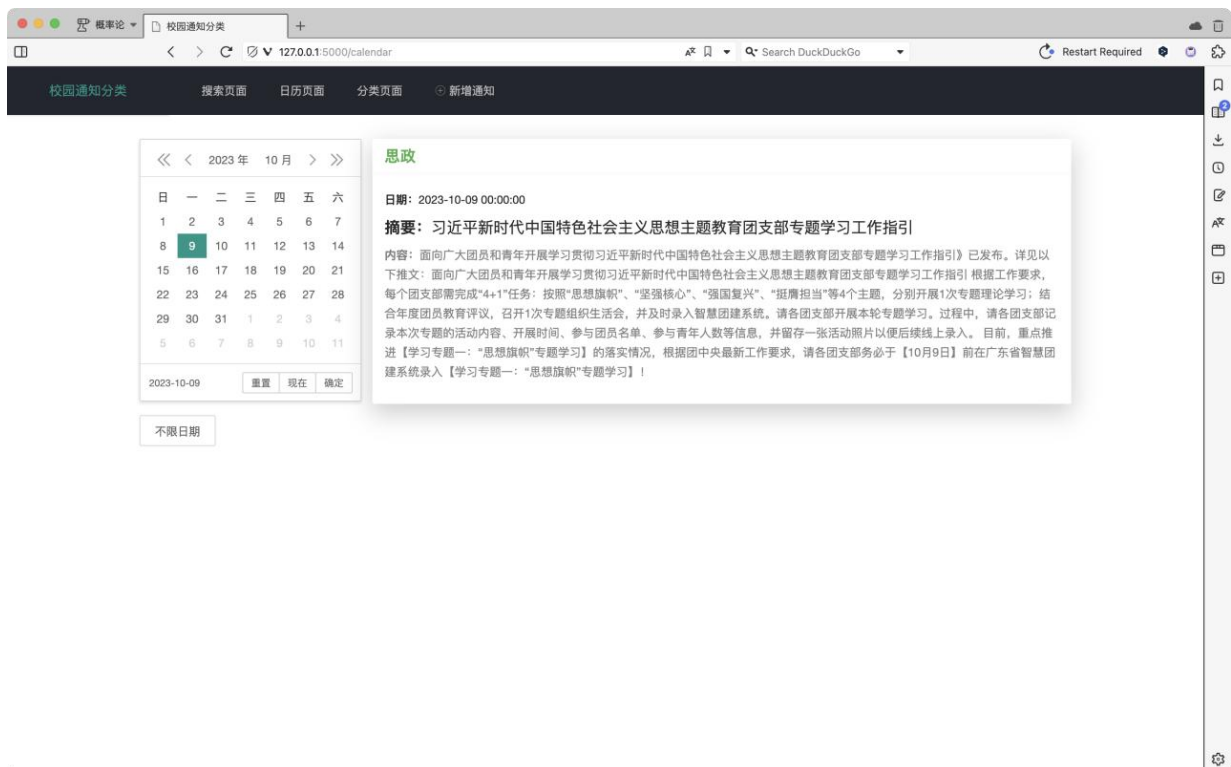 概率论
校园通知分类
127.0.0.1:5000/calendar
Search DuckDuckGo
Restart Required
2
校园通知分类
搜索页面
日历页面
分类页面
新增通知
2023 年 10 月
日 一 二 三 四 五 六
1 2 3 4 5 6 7
8 9 10 11 12 13 14
15 16 17 18 19 20 21
22 23 24 25 26 27 28
29 30 31 1 2 3 4
5 6 7 8 9 10 11
2023-10-09
重置 现在 确定
不限日期
思政
日期：2023-10-09 00:00:00
摘要：习近平新时代中国特色社会主义思想主题教育团支部专题学习工作指引
内容：面向广大团员和青年开展学习贯彻习近平新时代中国特色社会主义思想主题教育团支部专题学习工作指引》已发布。详见以
下推文：面向广大团员和青年开展学习贯彻习近平新时代中国特色社会主义思想主题教育团支部专题学习工作指引 根据工作要求，
每个团支部需完成“4+1”任务：按照“思想旗帜”、“坚强核心”、“强国复兴”、“挺膺担当”等4个主题，分别开展1次专题理论学习；结
合年度团员教育评议，召开1次专题组织生活会，并及时录入智慧团建系统。请各团支部开展本轮专题学习。过程中，请各团支部记
录本次专题的活动内容、开展时间、参与团员名单、参与青年人数等信息，并留存一张活动照片以便后续线上录入。 目前，重点推
进【学习专题一：“思想旗帜”专题学习】的落实情况，根据团中央最新工作要求，请各团支部务必于【10月9日】前在广东省智慧团
建系统录入【学习专题一：“思想旗帜”专题学习】！